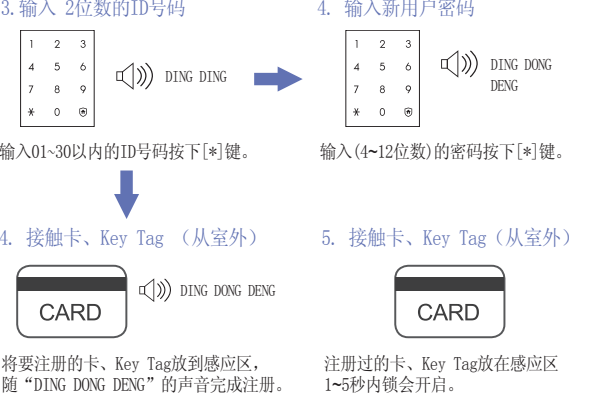 3.输入 2位数的ID号码
1 2 3
4 5 6
7 8 9
* 0
DING DING
输入01~30以内的ID号码按下[*]键。
4. 输入新用户密码
1 2 3
4 5 6
7 8 9
* 0
DING DONG
DENG
输入(4~12位数)的密码按下[*]键。
4. 接触卡、Key Tag （从室外）
CARD
DING DONG DENG
将要注册的卡、Key Tag放到感应区，
随“DING DONG DENG”的声音完成注册。
5. 接触卡、Key Tag（从室外）
CARD
注册过的卡、Key Tag放在感应区
1~5秒内锁会开启。